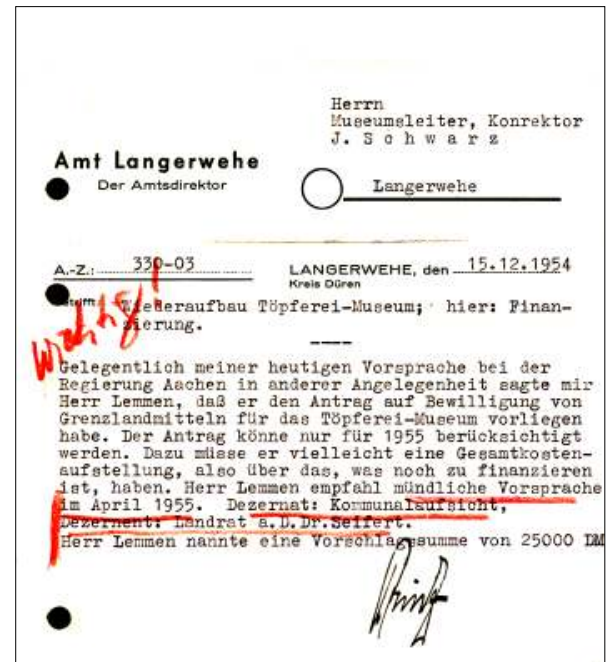 Herrn
Museumsleiter, Konrektor
J. S c h w a r z
Amt Langerwehe
Der Amtsdirektor
Langerwehe
A.-Z.: 330-03
LANGERWEHE, den 15.12.1954
Kreis Düren
wichtig!
Betrifft: Wiederaufbau Töpferei-Museum; hier: Finan-
zierung.
Gelegentlich meiner heutigen Vorsprache bei der
Regierung Aachen in anderer Angelegenheit sagte mir
Herr Lemmen, daß er den Antrag auf Bewilligung von
Grenzlandmitteln für das Töpferei-Museum vorliegen
habe. Der Antrag könne nur für 1955 berücksichtigt
werden. Dazu müsse er vielleicht eine Gesamtkosten-
aufstellung, also über das, was noch zu finanzieren
ist, haben. Herr Lemmen empfahl mündliche Vorsprache
im April 1955. Dezernat: Kommunalaufsicht,
Dezernent: Landrat a.D.Dr.Seifert.
Herr Lemmen nannte eine Vorschlagssumme von 25000 DM